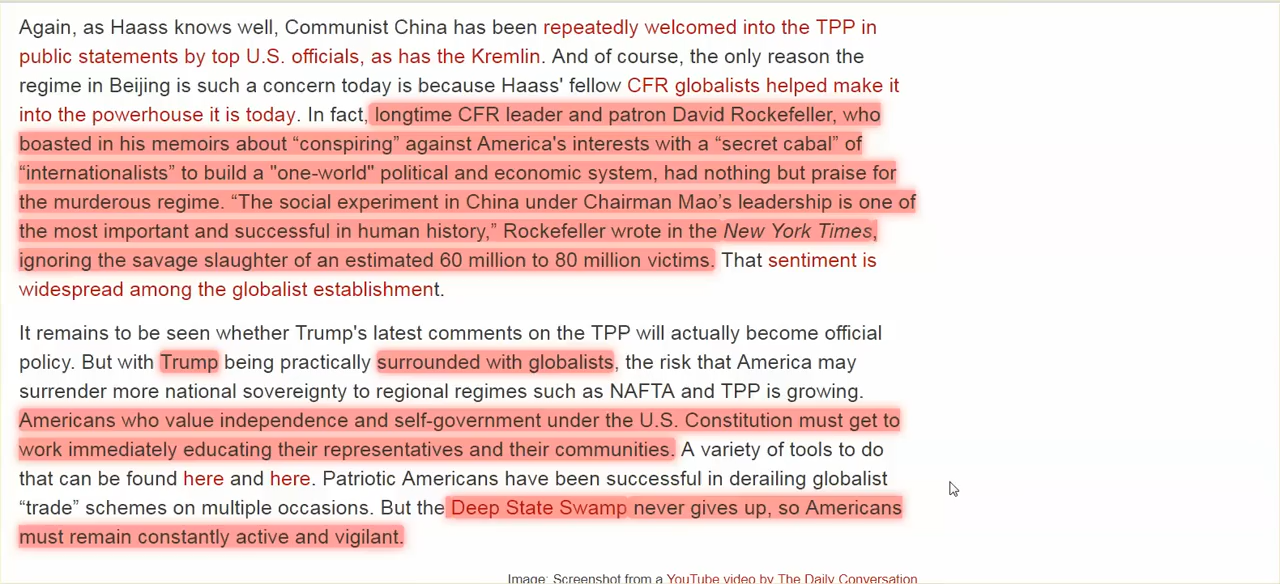 Again, as Haass knows well, Communist China has been repeatedly welcomed into the TPP in
public statements by top U.S. officials, as has the Kremlin. And of course, the only reason the
regime in Beijing is such a concern today is because Haass' fellow CFR globalists helped make it
into the powerhouse it is today. In fact, longtime CFR leader and patron David Rockefeller, who
boasted in his memoirs about “conspiring” against America's interests with a “secret cabal” of
“internationalists” to build a "one-world" political and economic system, had nothing but praise for
the murderous regime. “The social experiment in China under Chairman Mao’s leadership is one of
the most important and successful in human history,” Rockefeller wrote in the New York Times,
ignoring the savage slaughter of an estimated 60 million to 80 million victims. That sentiment is
widespread among the globalist establishment.
It remains to be seen whether Trump's latest comments on the TPP will actually become official
policy. But with Trump being practically surrounded with globalists, the risk that America may
surrender more national sovereignty to regional regimes such as NAFTA and TPP is growing.
Americans who value independence and self-government under the U.S. Constitution must get to
work immediately educating their representatives and their communities. A variety of tools to do
that can be found here and here. Patriotic Americans have been successful in derailing globalist
“trade” schemes on multiple occasions. But the Deep State Swamp never gives up, so Americans
must remain constantly active and vigilant.
Image: Screenshot from a YouTube video by The Daily Conversation